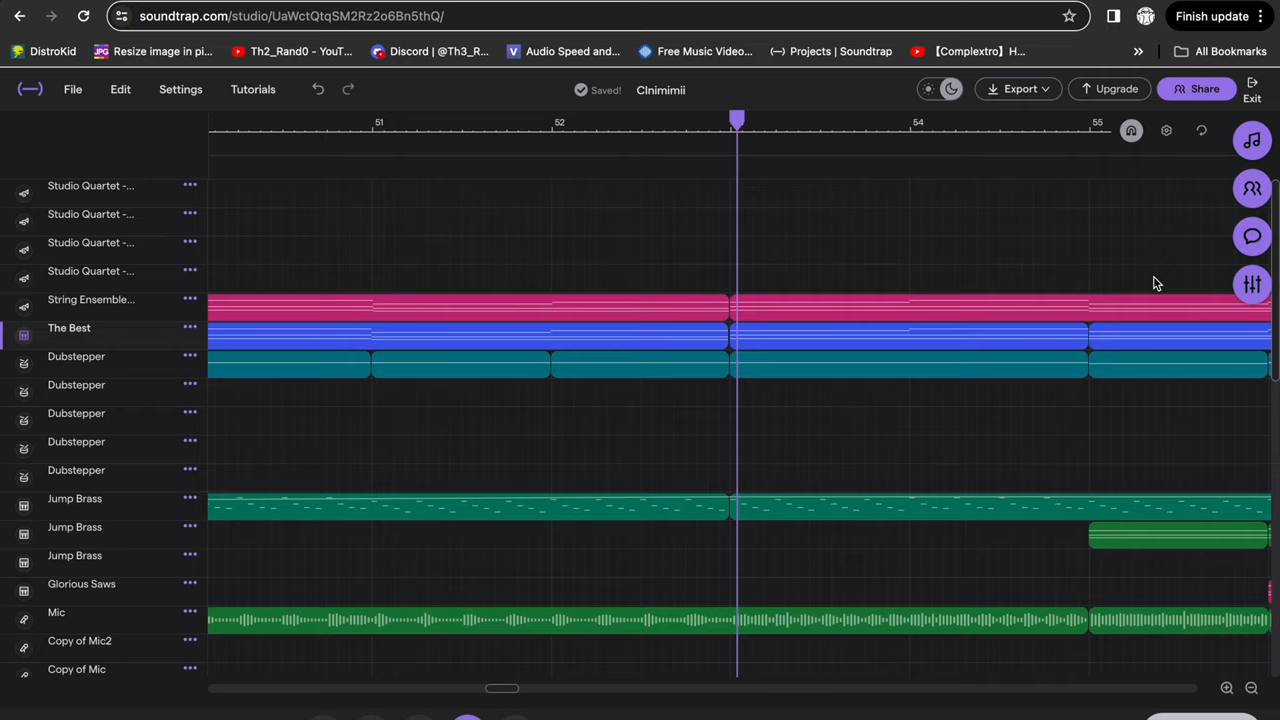 soundtrap.com/studio/UaWctQtqSM2Rz2o6Bn5thQ/
Finish update
DistroKid
Resize image in pi...
Th2_Rand0 - YouT...
Discord | @Th3_R...
Audio Speed and...
Free Music Video...
Projects | Soundtrap
【Complextro】H...
»
All Bookmarks
File
Edit
Settings
Tutorials
Saved!
CInimimii
Export
Upgrade
Share
Exit
51
52
54
55
Studio Quartet -...
Studio Quartet -...
Studio Quartet -...
Studio Quartet -...
String Ensemble...
The Best
Dubstepper
Dubstepper
Dubstepper
Dubstepper
Dubstepper
Jump Brass
Jump Brass
Jump Brass
Glorious Saws
Mic
Copy of Mic2
Copy of Mic